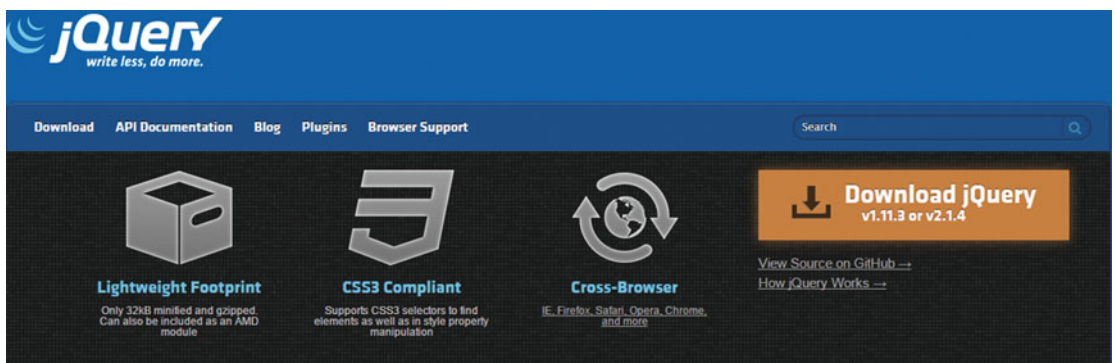 jQuery
write less, do more.
Download API Documentation Blog Plugins Browser Support
Search
Lightweight Footprint
Only 32kB minified and gzipped.
Can also be included as an AMD
module
CSS3 Compliant
Supports CSS3 selectors to find
elements as well as in style property
manipulation
Cross-Browser
IE, Firefox, Safari, Opera, Chrome,
and more
Download jQuery
v1.11.3 or v2.1.4
View Source on GitHub →
How jQuery Works →